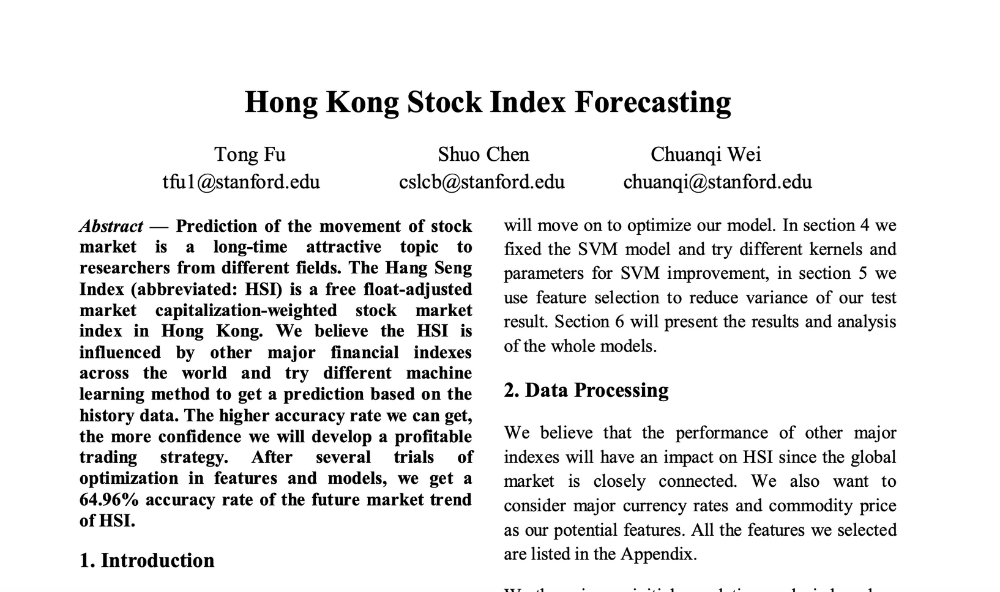 Hong Kong Stock Index Forecasting
Tong Fu
tfu1@stanford.edu
Shuo Chen
cslcb@stanford.edu
Chuanqi Wei
chuanqi@stanford.edu
Abstract — Prediction of the movement of stock
market is a long-time attractive topic to
researchers from different fields. The Hang Seng
Index (abbreviated: HSI) is a free float-adjusted
market capitalization-weighted stock market
index in Hong Kong. We believe the HSI is
influenced by other major financial indexes
across the world and try different machine
learning method to get a prediction based on the
history data. The higher accuracy rate we can get,
the more confidence we will develop a profitable
trading strategy. After several trials of
optimization in features and models, we get a
64.96% accuracy rate of the future market trend
of HSI.
1. Introduction
will move on to optimize our model. In section 4 we
fixed the SVM model and try different kernels and
parameters for SVM improvement, in section 5 we
use feature selection to reduce variance of our test
result. Section 6 will present the results and analysis
of the whole models.
2. Data Processing
We believe that the performance of other major
indexes will have an impact on HSI since the global
market is closely connected. We also want to
consider major currency rates and commodity price
as our potential features. All the features we selected
are listed in the Appendix.